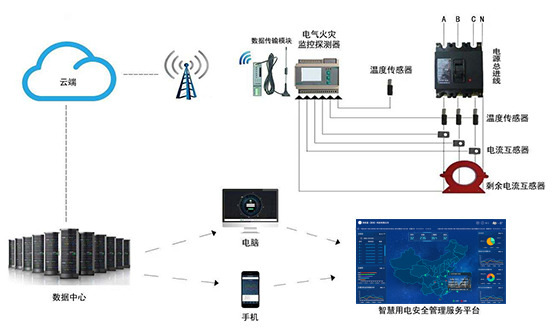 A B C N
电气火灾
监控探测器
数据传输模块
电源总进线
云端
温度传感器
温度传感器
电流互感器
剩余电流互感器
电脑
数据中心
手机
智慧用电安全管理服务平台